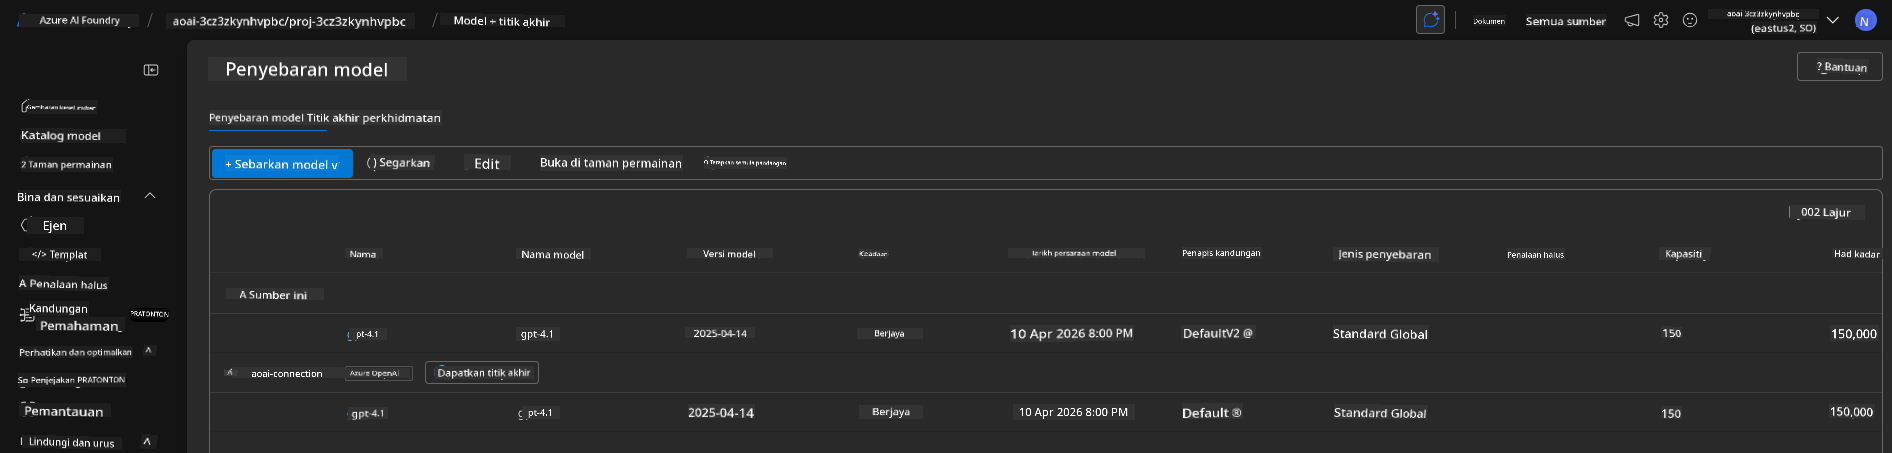 Azure AI Foundry / aoai-3cz3zkynhvpbc/proj-3cz3zkynhvpbc / Model + titik akhir
Dokumen Semua sumber aoai-3cz3zkynhvpbc (eastus2, SO) N
Penyebaran model
? Bantuan
Penyebaran model Titik akhir perkhidmatan
+ Sebarkan model v () Segarkan Edit Buka di taman permainan Terapkan semula pandangan
002 Lajur
Nama Nama model Versi model Keadaan Tarikh persaraan model Penapis kandungan Jenis penyebaran Penalaan halus Kapasiti Had kadar
A Sumber ini
gpt-4.1 gpt-4.1 2025-04-14 Berjaya 10 Apr 2026 8:00 PM DefaultV2 @ Standard Global 150 150,000
aoai-connection Azure OpenAI Dapatkan titik akhir
gpt-4.1 gpt-4.1 2025-04-14 Berjaya 10 Apr 2026 8:00 PM Default ® Standard Global 150 150,000
Katalog model
2 Taman permainan
Bina dan sesuaikan
Ejen
</> Templat
A Penalaan halus
Kandungan
Pemahaman PRATONTON
Perhatikan dan optimalkan ^
So Penjejakan PRATONTON
Pemantauan
Lindungi dan urus ^